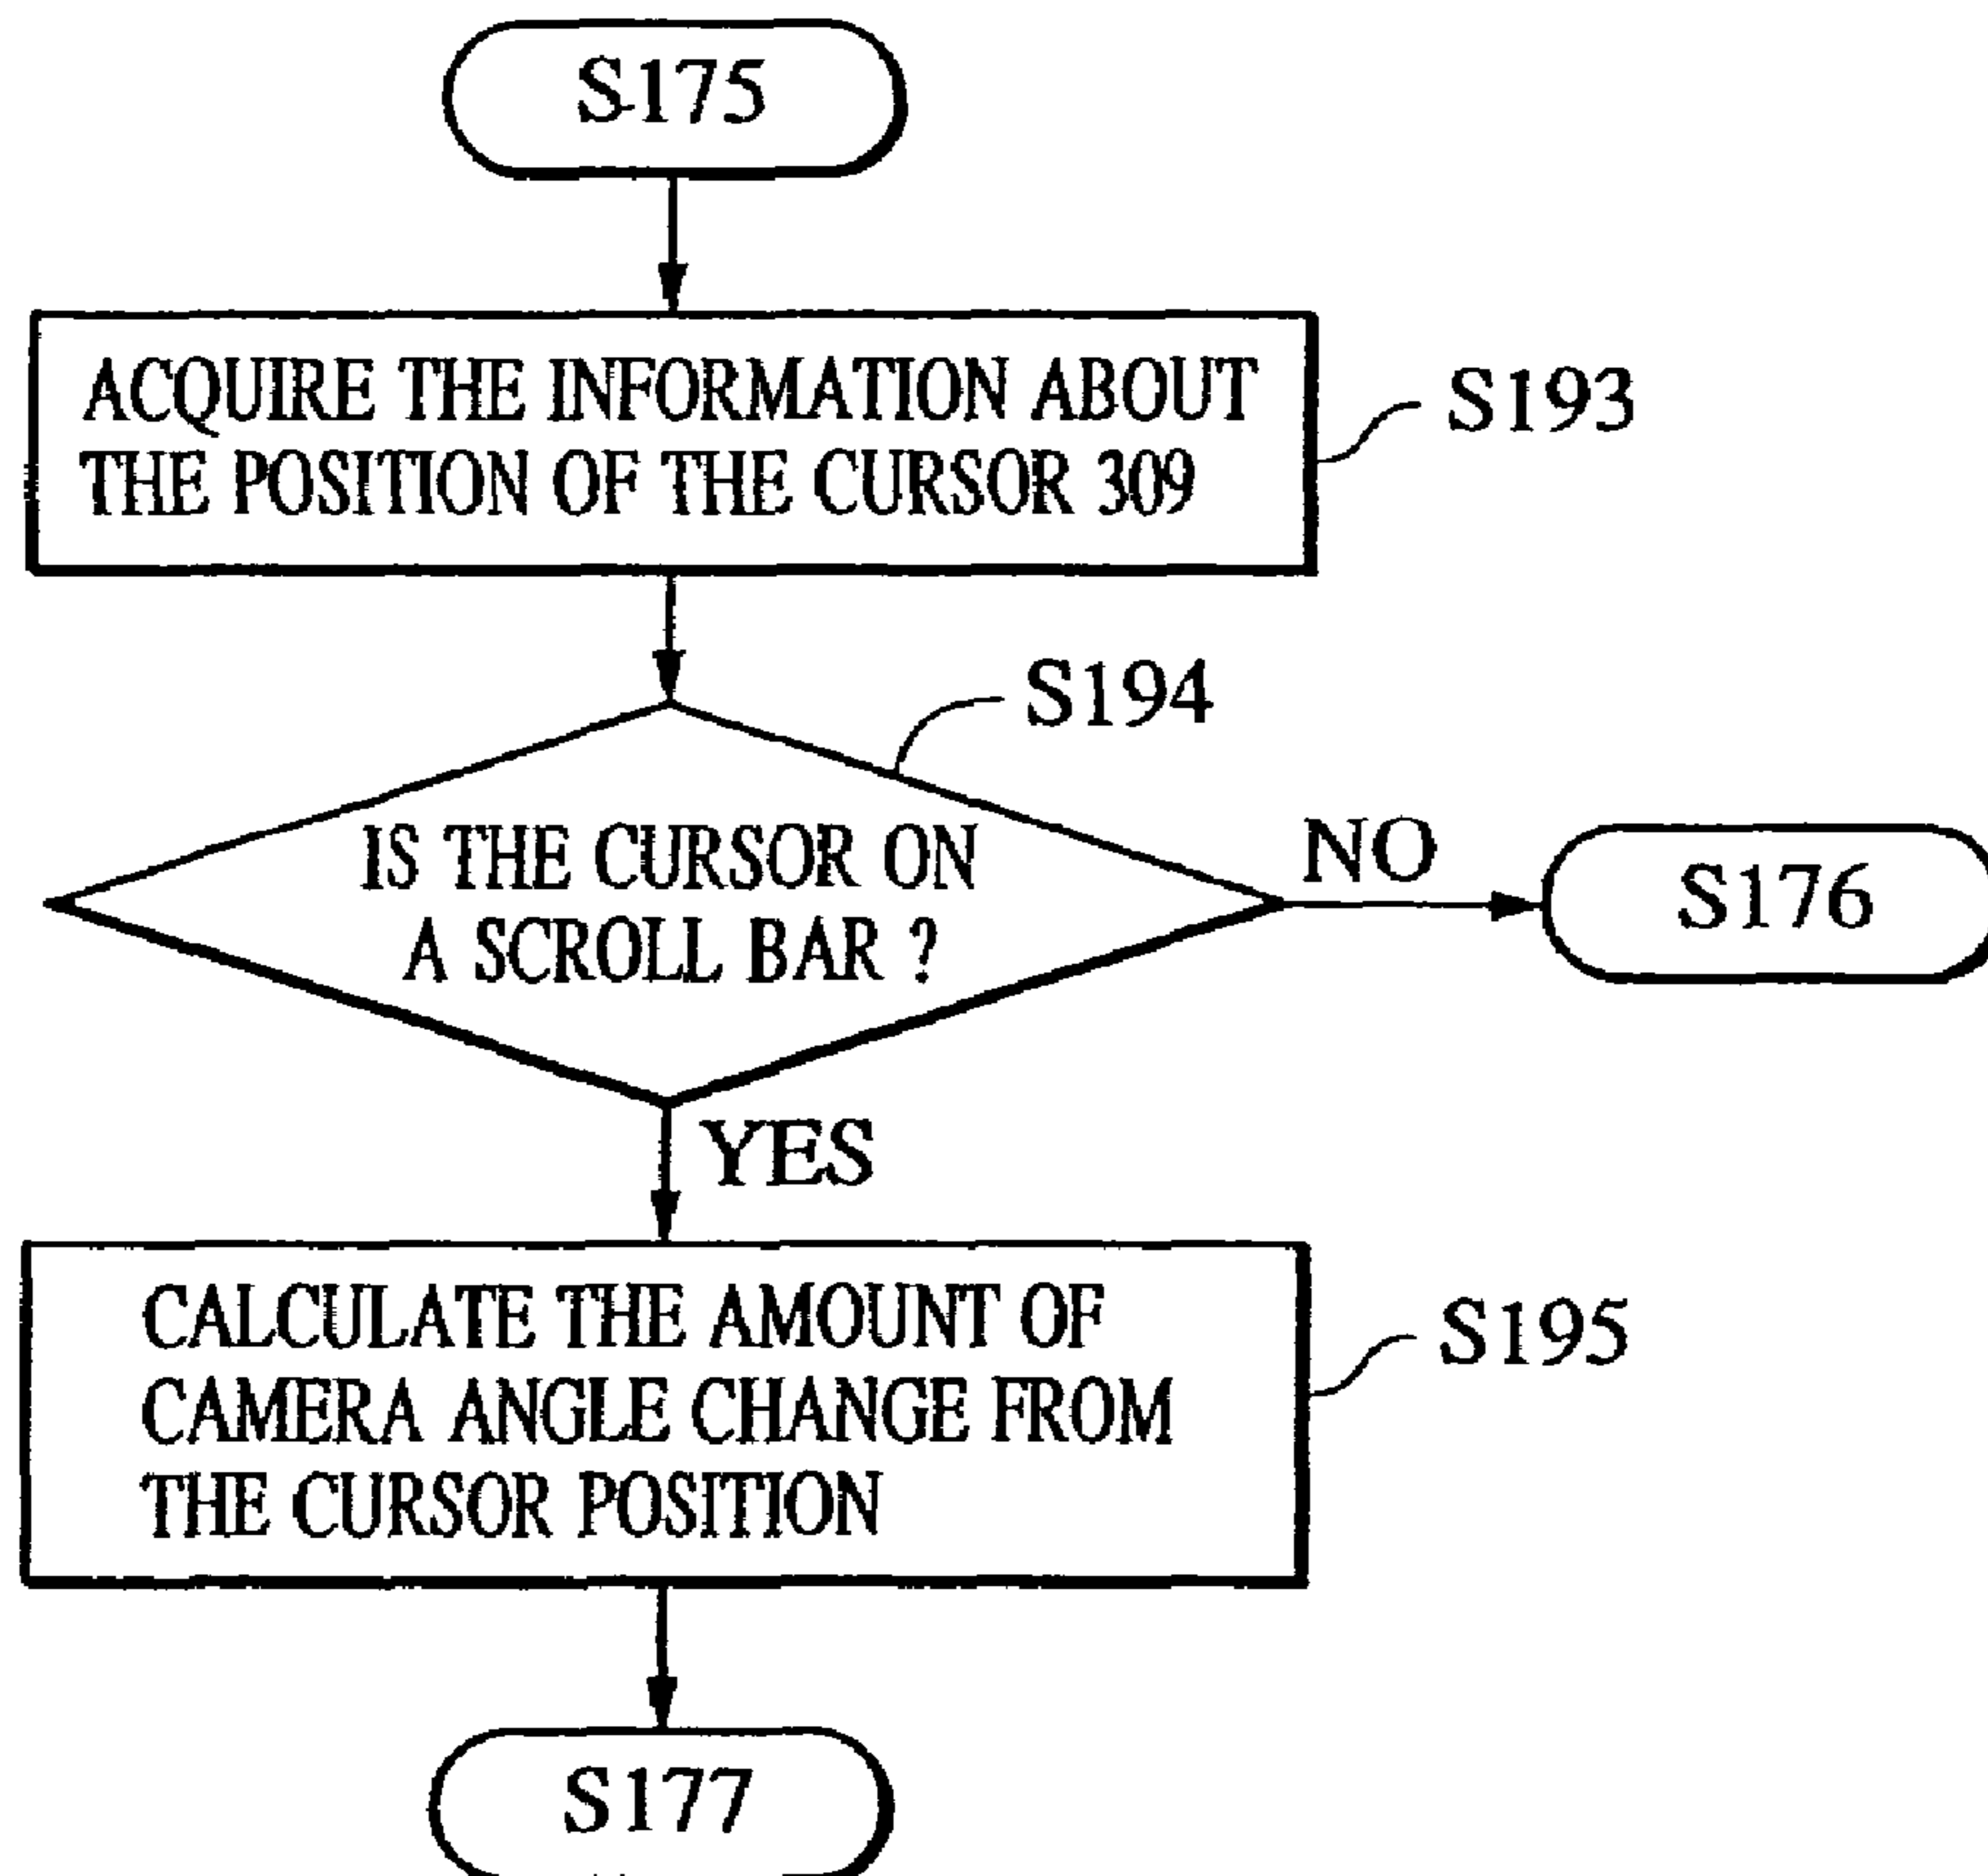 S175
ACQUIRE THE INFORMATION ABOUT
THE POSITION OF THE CURSOR 309
S193
S194
IS THE CURSOR ON
A SCROLL BAR ?
NO
S176
YES
CALCULATE THE AMOUNT OF
CAMERA ANGLE CHANGE FROM
THE CURSOR POSITION
S195
S177